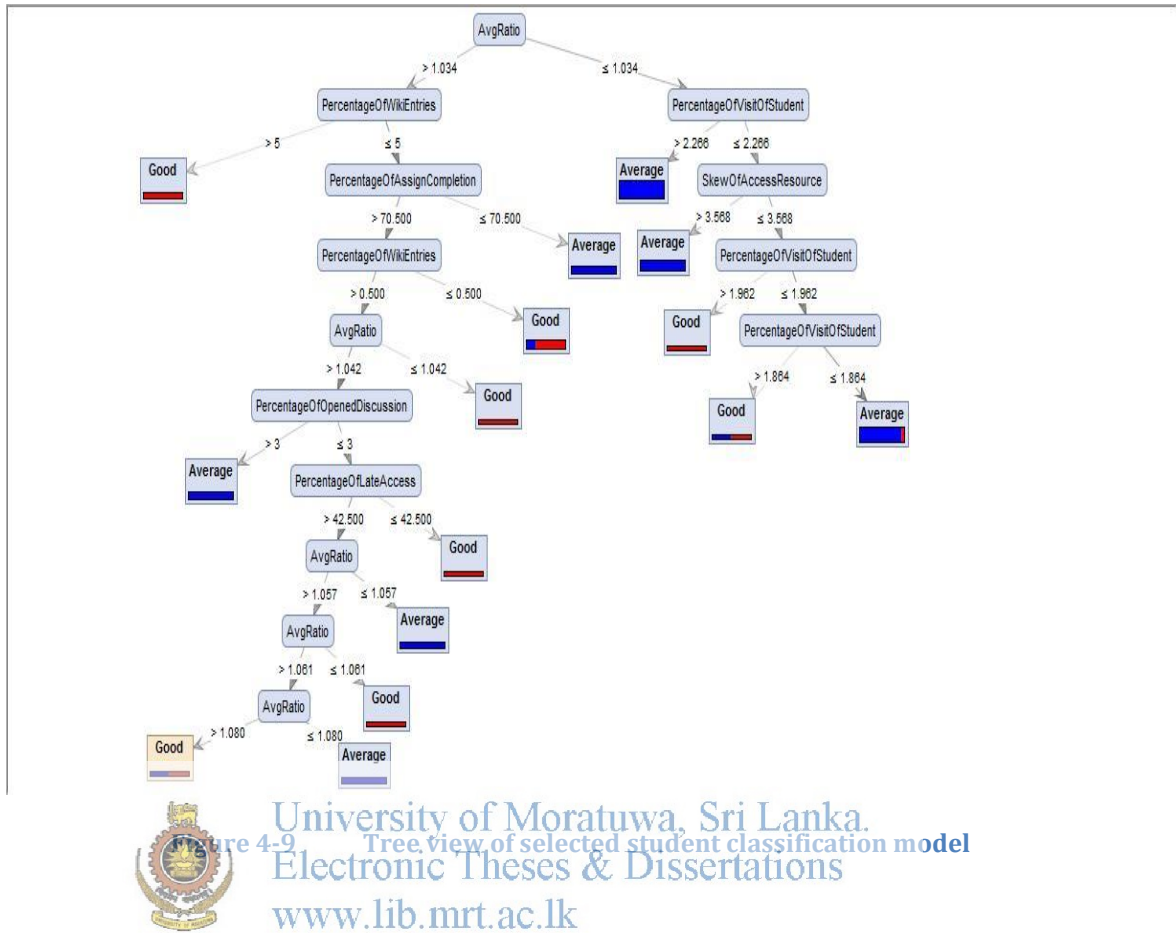 AvgRatio
> 1.034
≤ 1.034
PercentageOfWikiEntries
PercentageOfVisitOfStudent
> 5
≤ 5
> 2.266
≤ 2.266
Good
PercentageOfAssignCompletion
Average
SkewOfAccessResource
> 70.500
≤ 70.500
> 3.568
≤ 3.568
PercentageOfWikiEntries
Average
Average
PercentageOfVisitOfStudent
> 0.500
≤ 0.500
> 1.962
≤ 1.962
AvgRatio
Good
Good
PercentageOfVisitOfStudent
> 1.042
≤ 1.042
> 1.864
≤ 1.864
PercentageOfOpenedDiscussion
Good
Good
Average
> 3
≤ 3
Average
PercentageOfLateAccess
> 42.500
≤ 42.500
AvgRatio
Good
> 1.057
≤ 1.057
AvgRatio
Average
> 1.061
≤ 1.061
AvgRatio
Good
> 1.080
≤ 1.080
Good
Average
University of Moratuwa, Sri Lanka.
Figure 4-9 Tree view of selected student classification model
Electronic Theses & Dissertations
www.lib.mrt.ac.lk